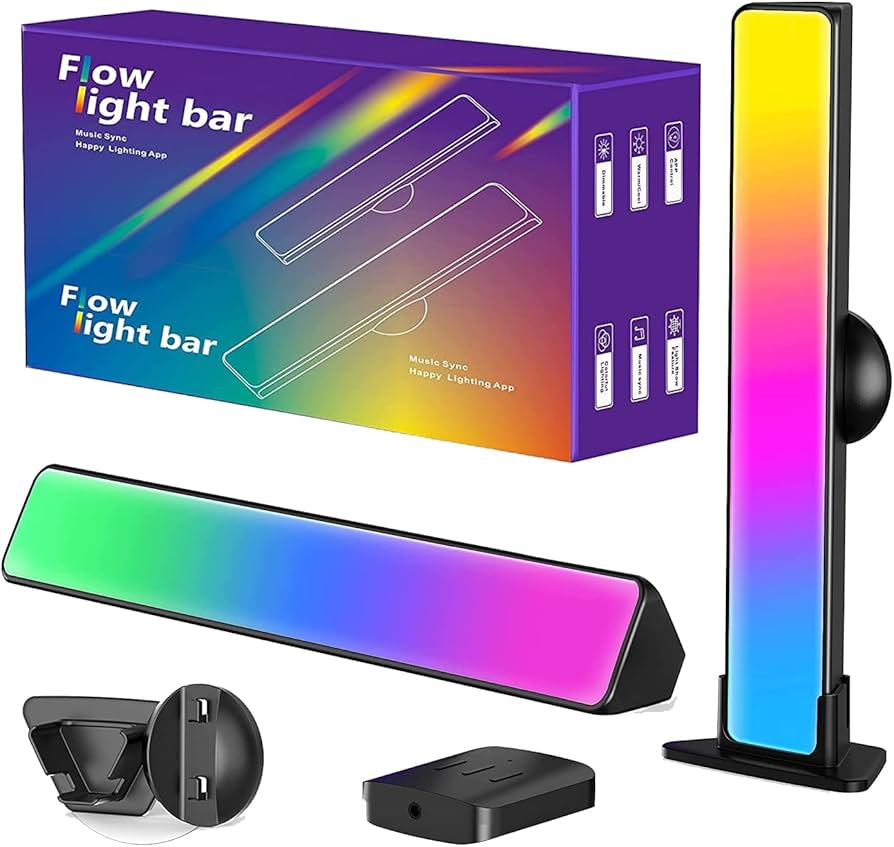 Flow
light bar
Music Sync
Happy Lighting App
Flow
light bar
Music Sync
Happy Lighting App
Dimmable
Warm/Cool
APP
Control
Colorful
Lighting
Music sync
Light Show
Feature